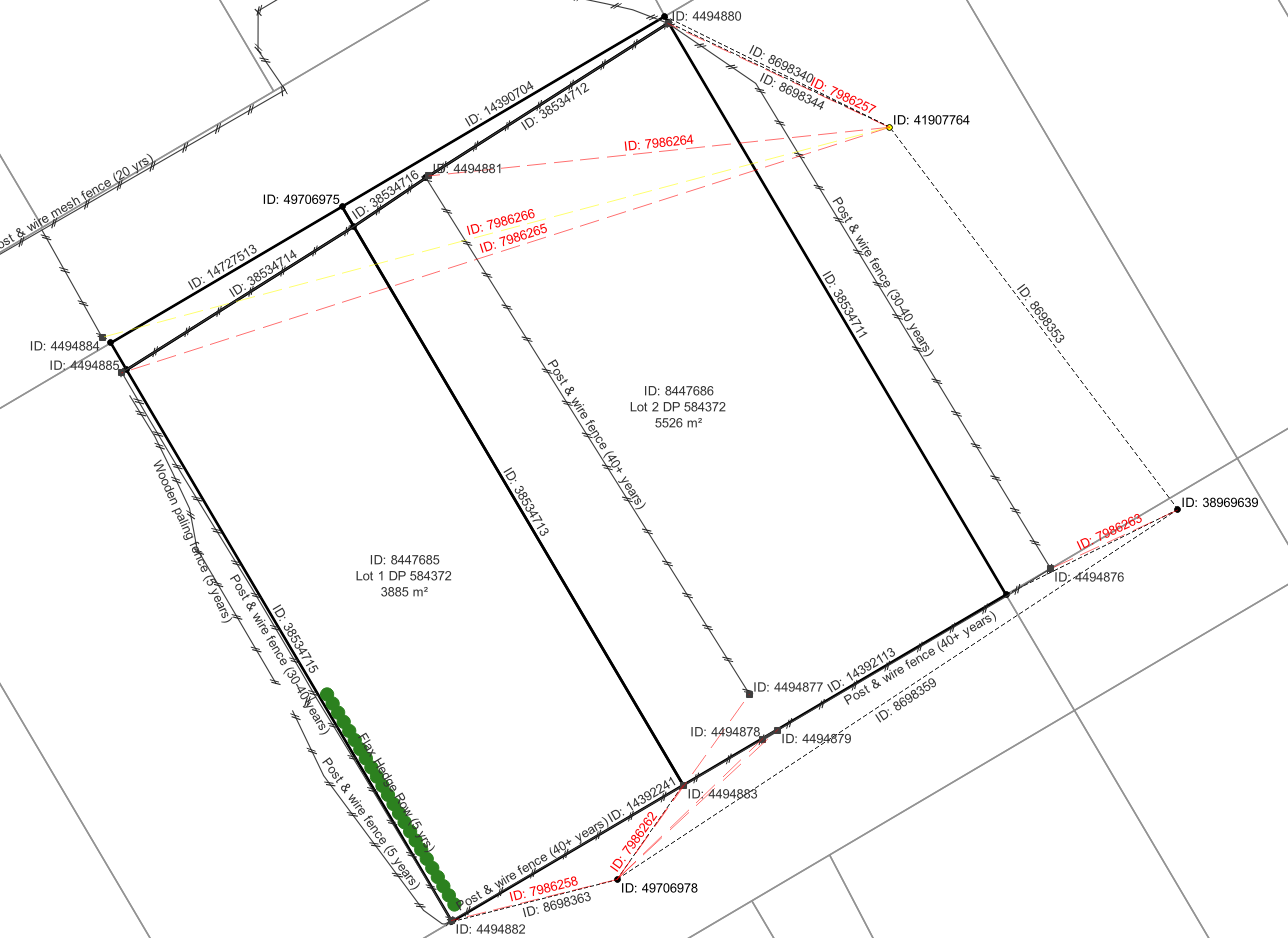 ID: 4494880
ID: 8698340
ID: 7986257
ID: 8698344
ID: 14390704
ID: 38534712
ID: 41907764
ID: 7986264
post & wire mesh fence (20 yrs)
ID: 4494881
ID: 49706975
ID: 38534716
ID: 7986266
ID: 7986265
ID: 14727513
ID: 38534714
Post & wire fence (30-40 years)
ID: 38534711
ID: 8698353
ID: 4494884
ID: 4494885
Post & wire fence (40+ years)
ID: 8447686
Lot 2 DP 584372
5526 m²
Wooden paling fence (5 years)
ID: 38534713
ID: 38969639
ID: 7986263
ID: 8447685
Lot 1 DP 584372
3885 m²
ID: 4494876
Post & wire fence (30-40 years)
ID: 38534715
ID: 14392113
Post & wire fence (40+ years)
ID: 8698359
ID: 4494877
ID: 4494878
ID: 4494879
Flax Hedge Row (5 yrs)
Post & wire fence (5 years)
ID: 14392241
ID: 4494883
Post & wire fence (40+ years)
ID: 7986262
ID: 7986258
ID: 8698363
ID: 49706978
ID: 4494882